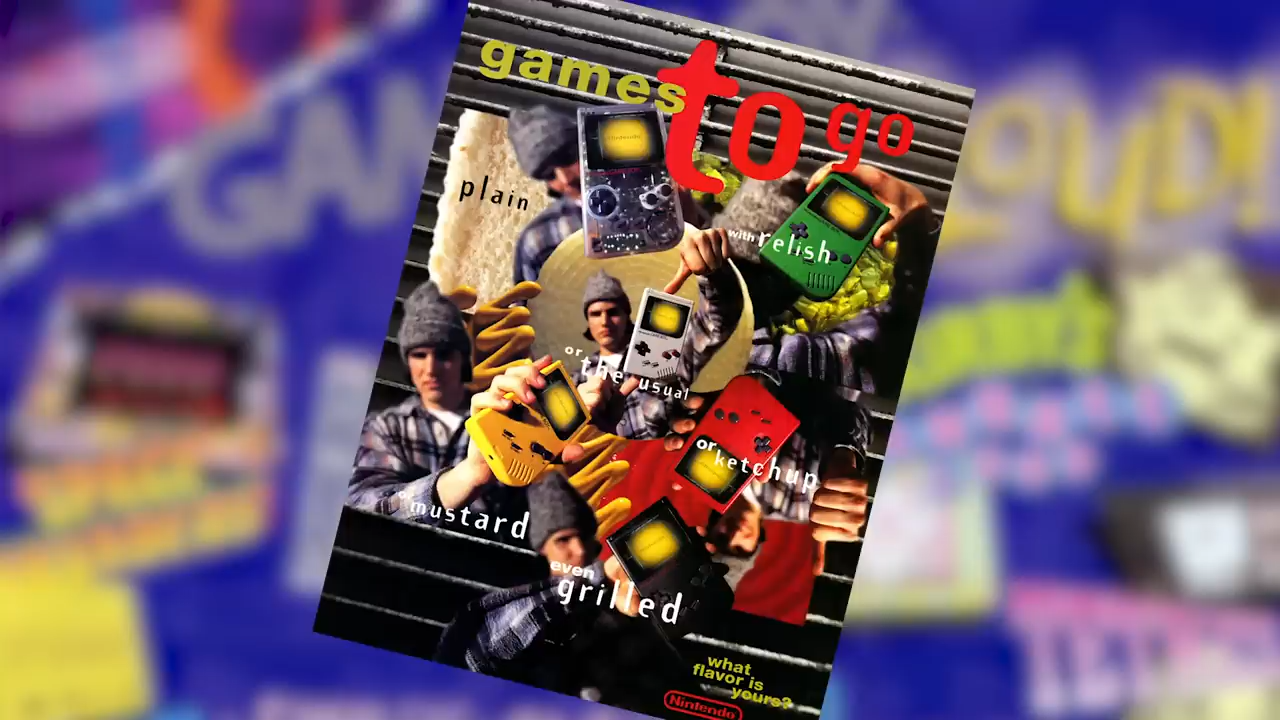 games to go
plain
with relish
or the usual
or ketchup
or mustard
even
grilled
what
flavor is
yours?
Nintendo